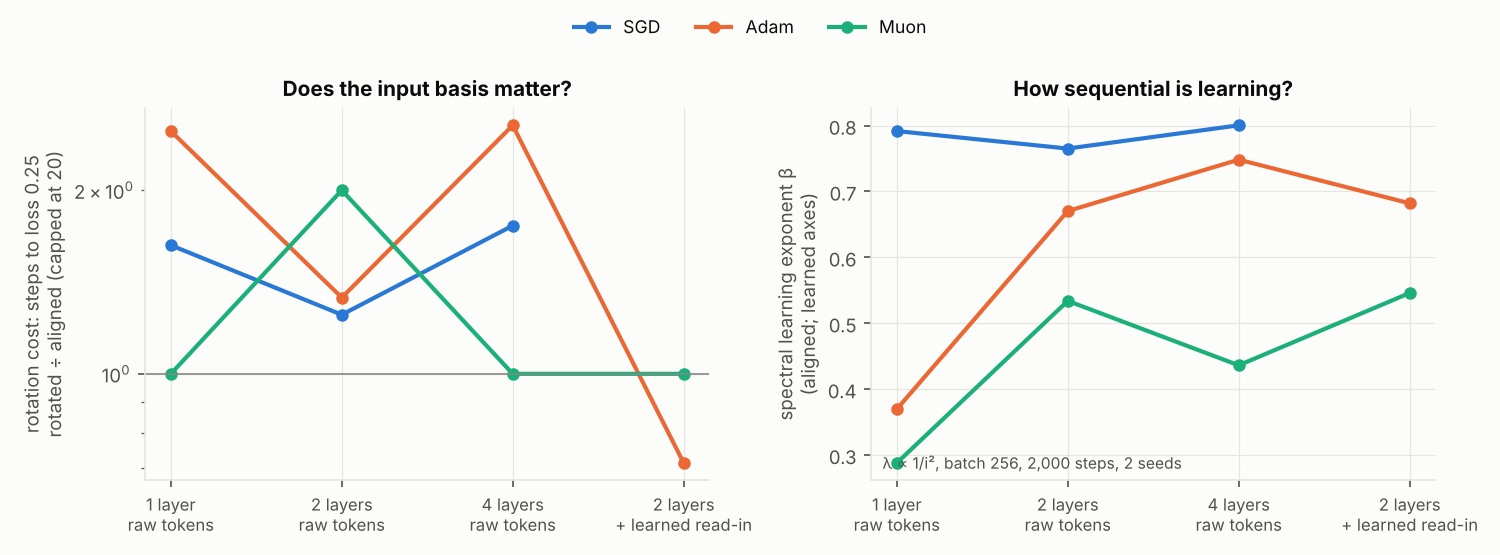 SGD
Adam
Muon
Does the input basis matter?
rotation cost: steps to loss 0.25
rotated ÷ aligned (capped at 20)
2 × 10⁰
10⁰
1 layer
raw tokens
2 layers
raw tokens
4 layers
raw tokens
2 layers
+ learned read-in
How sequential is learning?
spectral learning exponent β
(aligned; learned axes)
0.8
0.7
0.6
0.5
0.4
0.3
λ ∝ 1/i², batch 256, 2,000 steps, 2 seeds
1 layer
raw tokens
2 layers
raw tokens
4 layers
raw tokens
2 layers
+ learned read-in